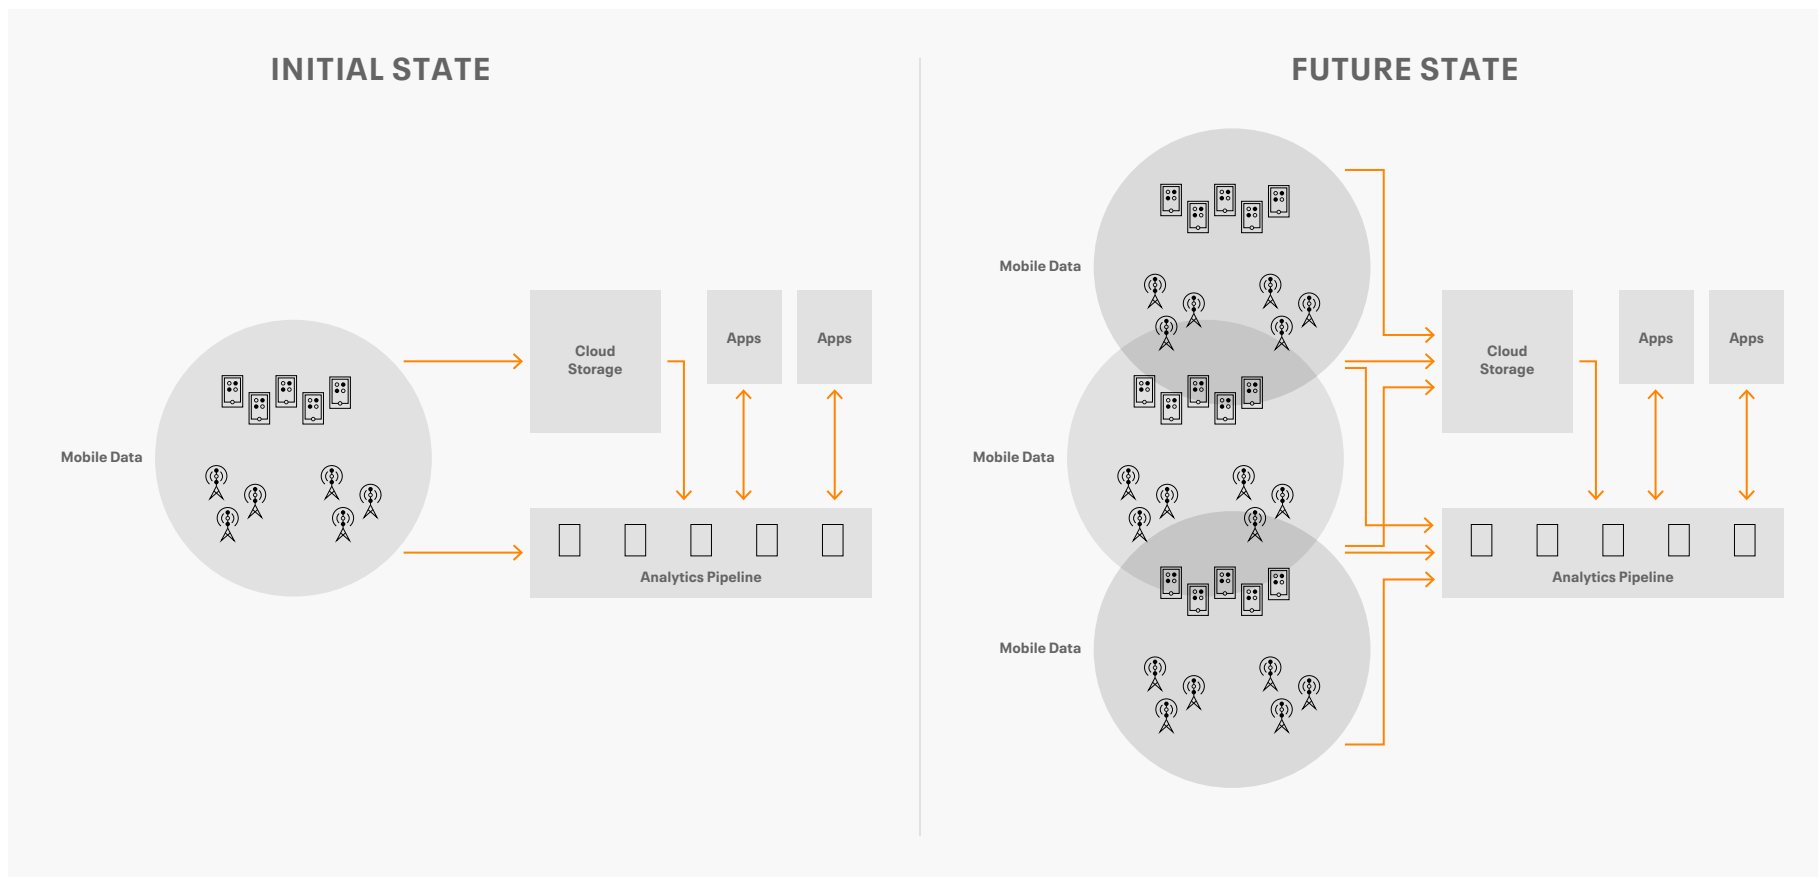 INITIAL STATE
Mobile Data
Cloud
Storage
Apps
Apps
Analytics Pipeline
FUTURE STATE
Mobile Data
Mobile Data
Mobile Data
Cloud
Storage
Apps
Apps
Analytics Pipeline